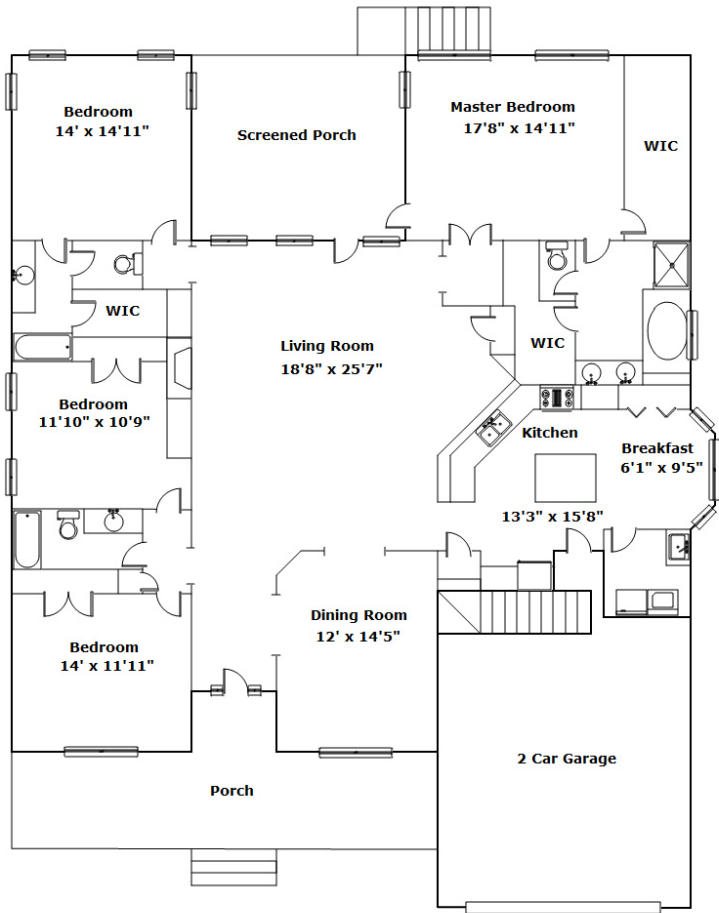 Bedroom
14' x 14'11"
Screened Porch
Master Bedroom
17'8" x 14'11"
WIC
WIC
Living Room
18'8" x 25'7"
WIC
Bedroom
11'10" x 10'9"
Kitchen
13'3" x 15'8"
Breakfast
6'1" x 9'5"
Dining Room
12' x 14'5"
Bedroom
14' x 11'11"
2 Car Garage
Porch